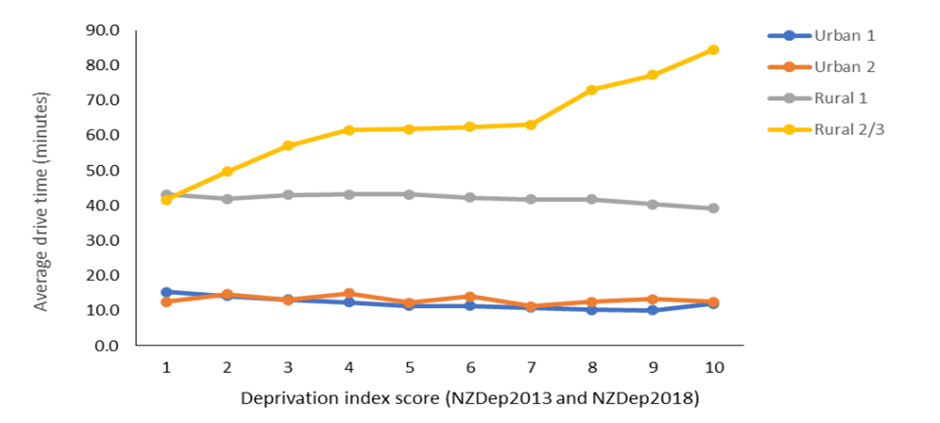 90.0
80.0
70.0
60.0
50.0
40.0
30.0
20.0
10.0
0.0
Average drive time (minutes)
1 2 3 4 5 6 7 8 9 10
Deprivation index score (NZDep2013 and NZDep2018)
Urban 1
Urban 2
Rural 1
Rural 2/3